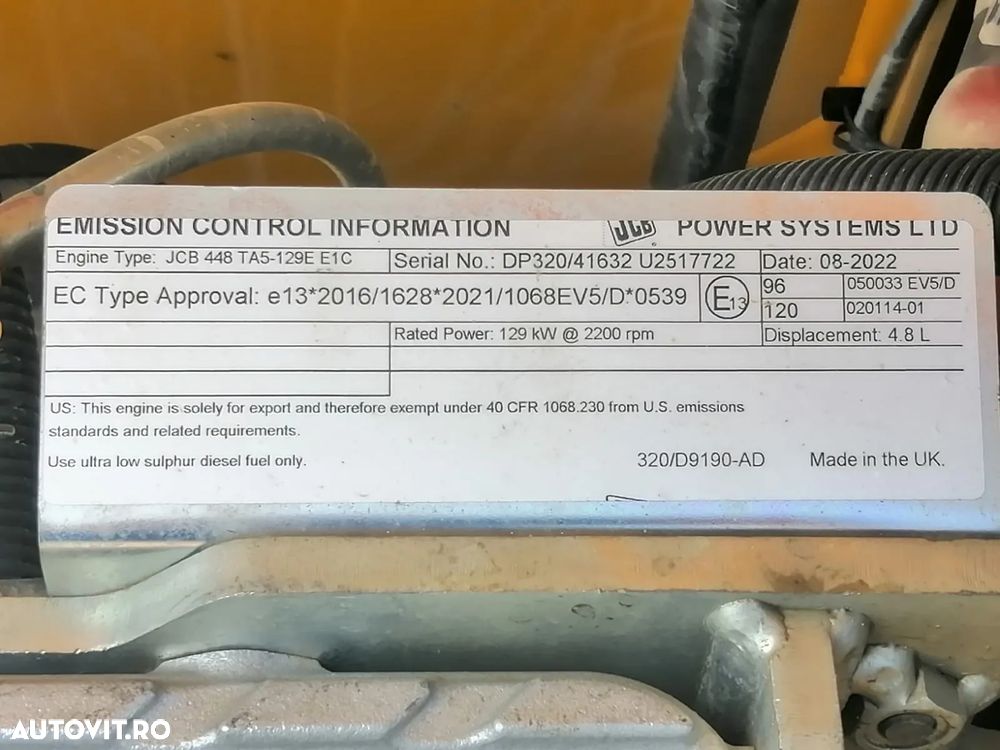 EMISSION CONTROL INFORMATION JCB POWER SYSTEMS LTD
Engine Type: JCB 448 TA5-129E E1C Serial No.: DP320/41632 U2517722 Date: 08-2022
EC Type Approval: e13*2016/1628*2021/1068EV5/D*0539 E13 96 050033 EV5/D
120 020114-01
Rated Power: 129 kW @ 2200 rpm Displacement: 4.8 L
US: This engine is solely for export and therefore exempt under 40 CFR 1068.230 from U.S. emissions
standards and related requirements.
Use ultra low sulphur diesel fuel only. 320/D9190-AD Made in the UK.
AUTOVIT.RO